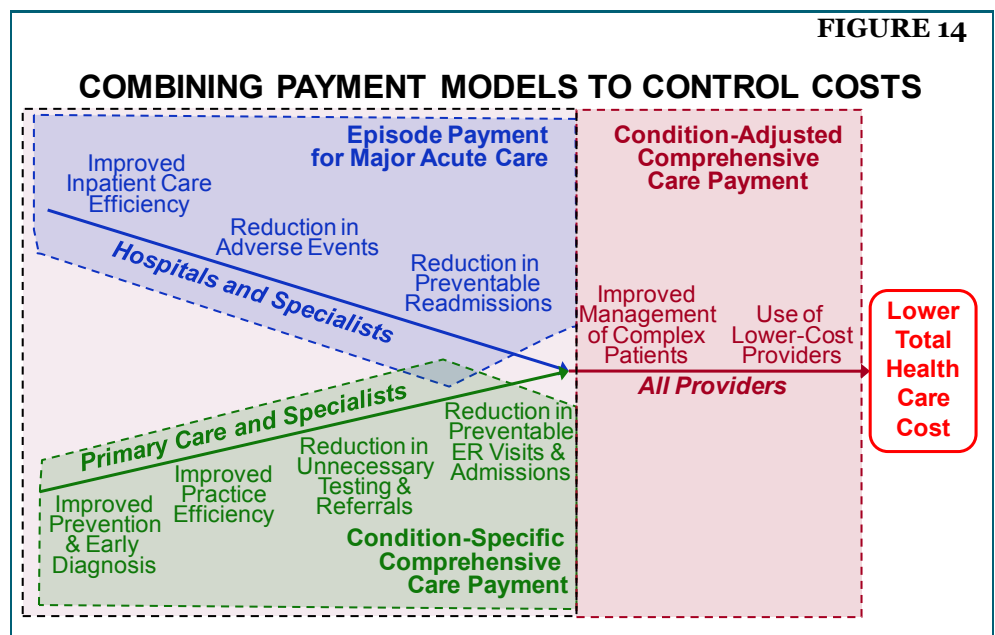 FIGURE 14
COMBINING PAYMENT MODELS TO CONTROL COSTS
Episode Payment
for Major Acute Care
Improved
Inpatient Care
Efficiency
Reduction in
Adverse Events
Reduction in
Preventable
Readmissions
Hospitals and Specialists
Condition-Adjusted
Comprehensive
Care Payment
Improved
Management
of Complex
Patients
Use of
Lower-Cost
Providers
All Providers
Lower
Total
Health
Care
Cost
Primary Care and Specialists
Improved
Prevention
& Early
Diagnosis
Improved
Practice
Efficiency
Reduction in
Unnecessary
Testing &
Referrals
Reduction in
Preventable
ER Visits &
Admissions
Condition-Specific
Comprehensive
Care Payment